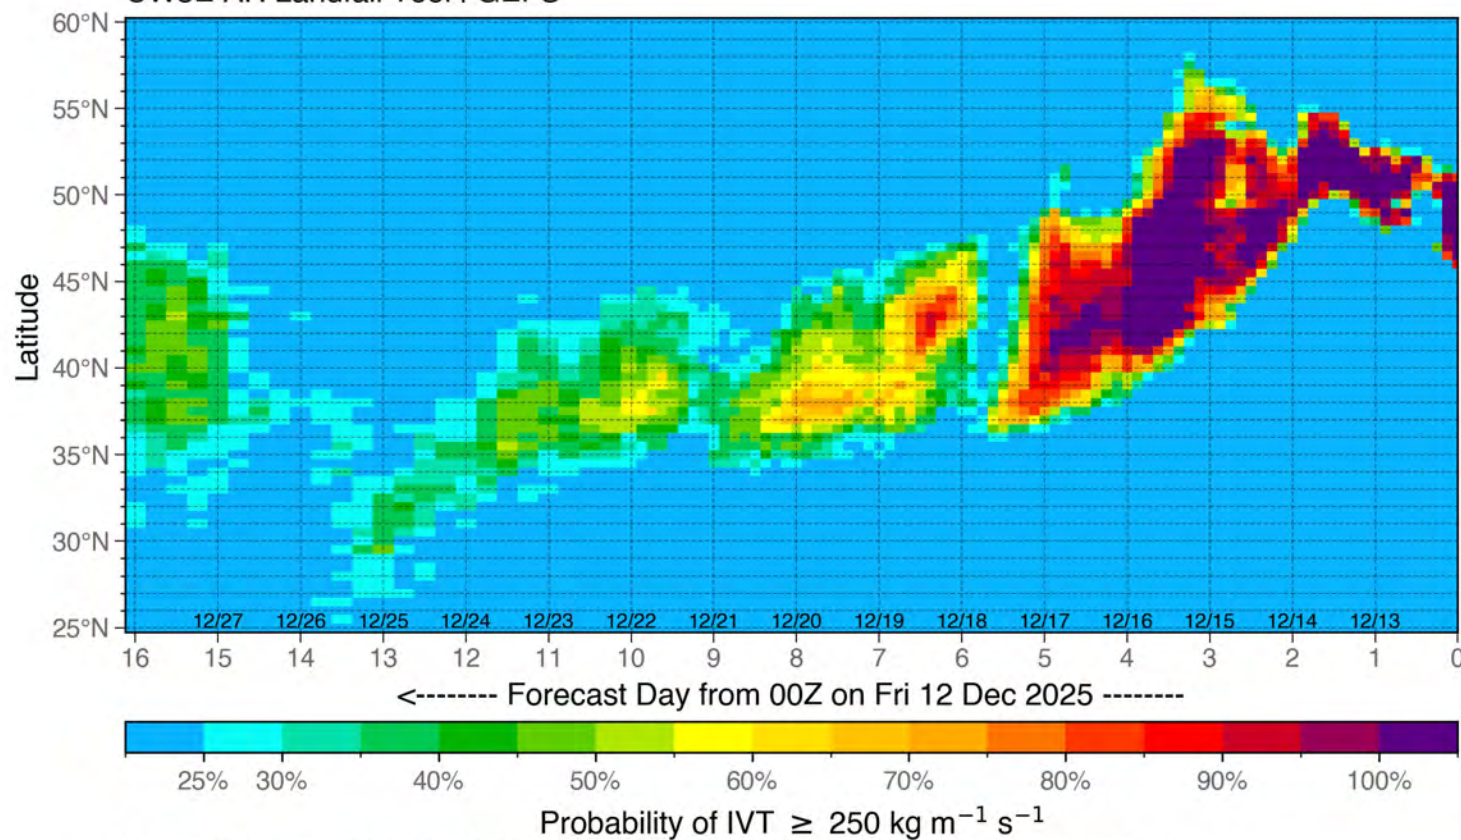 60°N
55°N
50°N
45°N
40°N
35°N
30°N
25°N
Latitude
12/27 12/26 12/25 12/24 12/23 12/22 12/21 12/20 12/19 12/18 12/17 12/16 12/15 12/14 12/13
16 15 14 13 12 11 10 9 8 7 6 5 4 3 2 1 0
<-------- Forecast Day from 00Z on Fri 12 Dec 2025 --------
25% 30% 40% 50% 60% 70% 80% 90% 100%
Probability of IVT ≥ 250 kg m⁻¹ s⁻¹